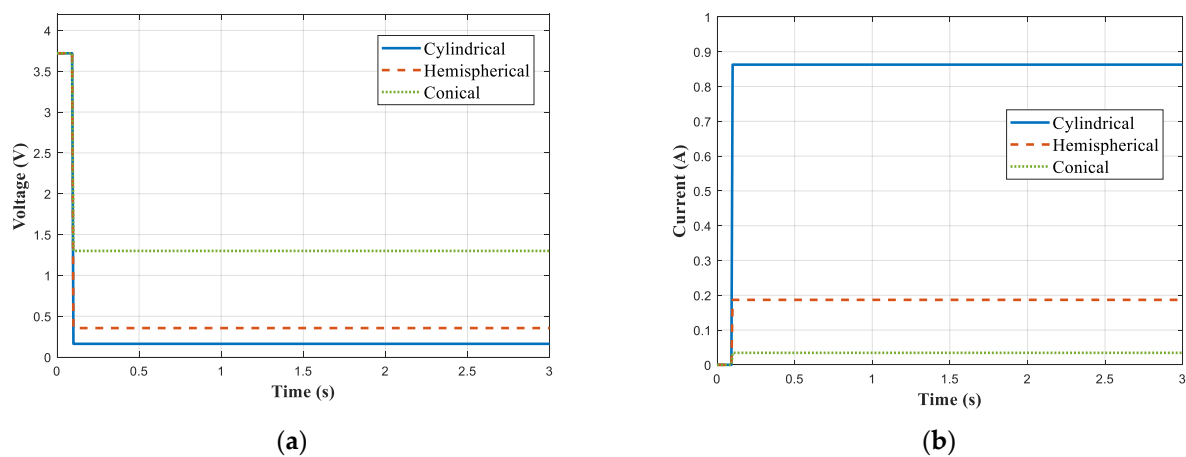 4
3.5
3
2.5
2
1.5
1
0.5
0
0
0.5
1
1.5
2
2.5
3
Voltage (V)
Time (s)
Cylindrical
Hemispherical
Conical
(a)
1
0.9
0.8
0.7
0.6
0.5
0.4
0.3
0.2
0.1
0
0
0.5
1
1.5
2
2.5
3
Current (A)
Time (s)
Cylindrical
Hemispherical
Conical
(b)